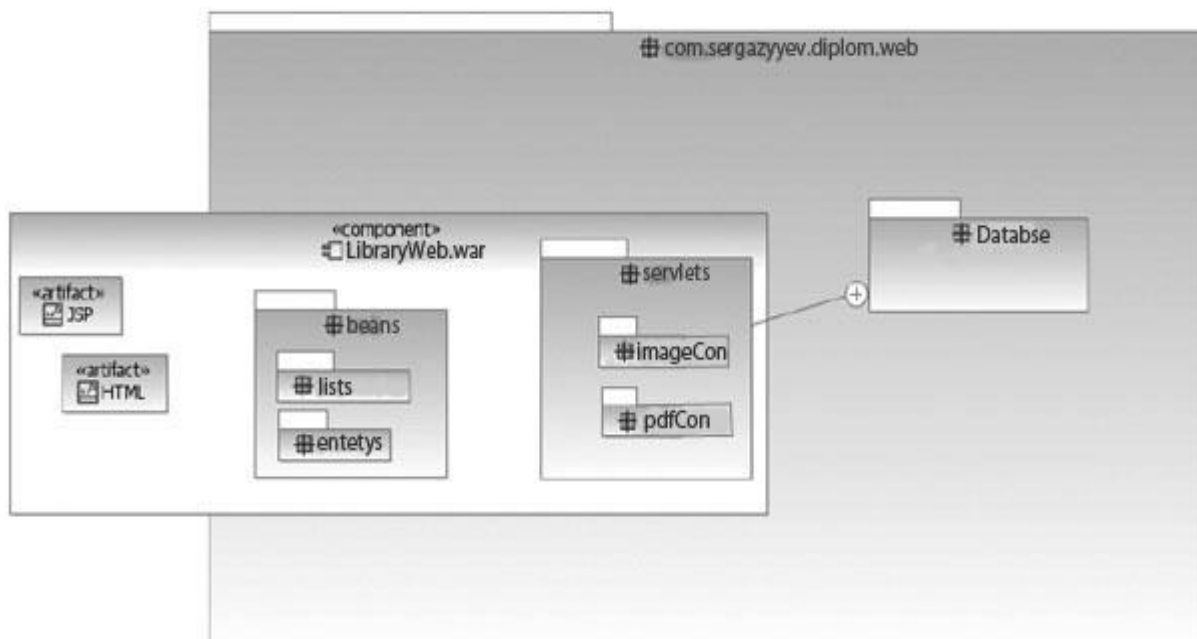 com.sergazyyev.diplom.web
«component»
LibraryWeb.war
«artifact»
JSP
«artifact»
HTML
beans
lists
entetys
servlets
imageCon
pdfCon
Databse